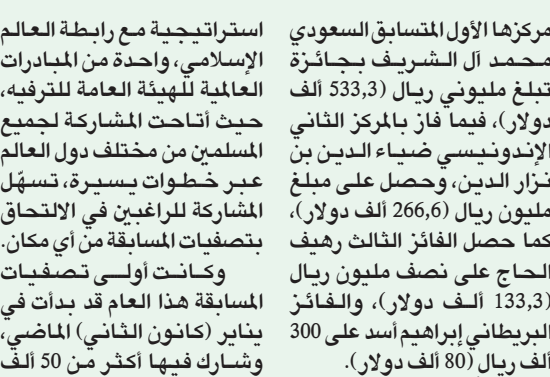 مركزها الأول المتسابق السعودي
محمد آل الشريف بجائزة
تبلغ مليوني ريال (533,3 ألف
دولار)، فيما فاز بالمركز الثاني
الإندونيسي ضياء الدين بن
نزار الدين، وحصل على مبلغ
مليون ريال (266,6 ألف دولار)،
كما حصل الفائز الثالث رهيف
الحاج على نصف مليون ريال
(133,3 ألف دولار)، والفائز
البريطاني إبراهيم أسد على 300
ألف ريال (80 ألف دولار).
استراتيجية مع رابطة العالم
الإسلامي، واحدة من المبادرات
العالمية للهيئة العامة للترفيه،
حيث أتاحت المشاركة لجميع
المسلمين من مختلف دول العالم
عبر خطوات يسيرة، تسهّل
المشاركة للراغبين في الالتحاق
بتصفيات المسابقة من أي مكان.
وكانت أولى تصفيات
المسابقة هذا العام قد بدأت في
يناير (كانون الثاني) الماضي،
وشارك فيها أكثر من 50 ألف